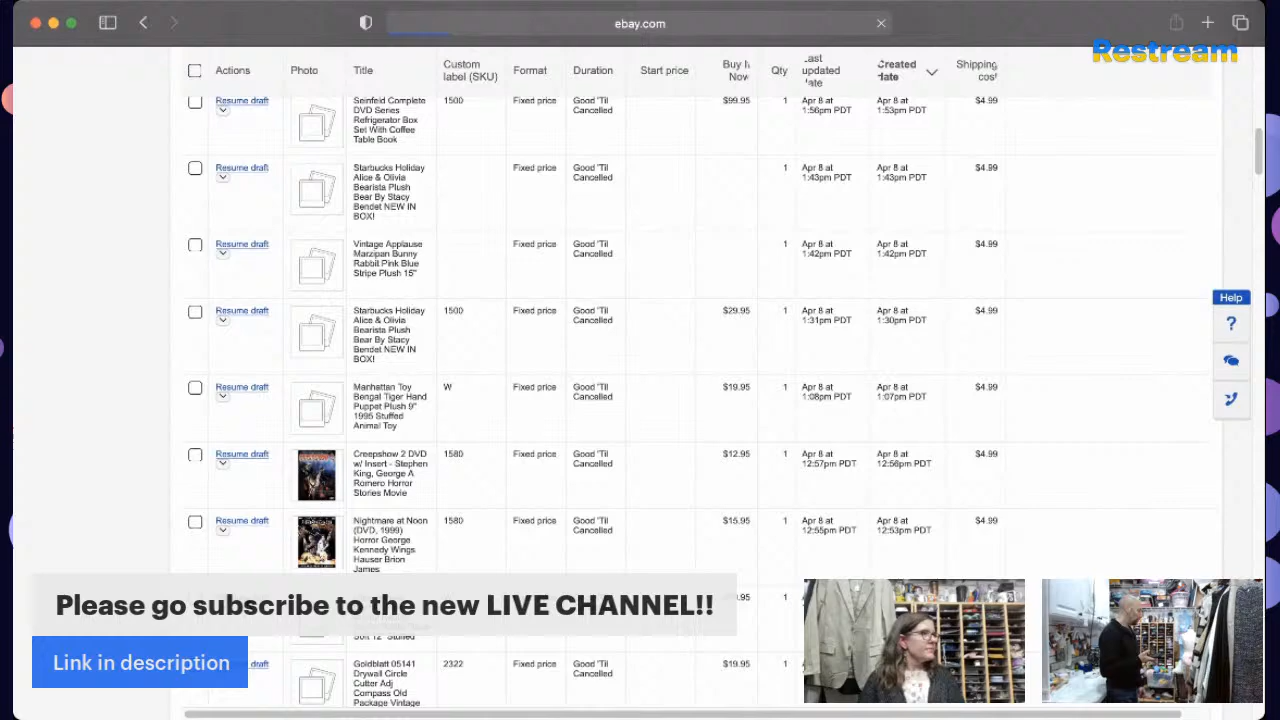 ebay.com
Restream
Actions
Photo
Title
Custom
label (SKU)
Format
Duration
Start price
Buy It
Now
Qty
Last
updated
date
Created
date
Shipping
cost
Resume draft
Seinfeld Complete
DVD Series
Refrigerator Box
Set With Coffee
Table Book
1500
Fixed price
Good 'Til
Cancelled
$99.95
1
Apr 8 at
1:56pm PDT
Apr 8 at
1:53pm PDT
$4.99
Resume draft
Starbucks Holiday
Alice & Olivia
Bearista Plush
Bear By Stacy
Bendet NEW IN
BOX!
Fixed price
Good 'Til
Cancelled
1
Apr 8 at
1:43pm PDT
Apr 8 at
1:43pm PDT
$4.99
Resume draft
Vintage Applause
Marzipan Bunny
Rabbit Pink Blue
Stripe Plush 15"
Fixed price
Good 'Til
Cancelled
1
Apr 8 at
1:42pm PDT
Apr 8 at
1:42pm PDT
$4.99
Resume draft
Starbucks Holiday
Alice & Olivia
Bearista Plush
Bear By Stacy
Bendet NEW IN
BOX!
1500
Fixed price
Good 'Til
Cancelled
$29.95
1
Apr 8 at
1:31pm PDT
Apr 8 at
1:30pm PDT
$4.99
Resume draft
Manhattan Toy
Bengal Tiger Hand
Puppet Plush 9"
1995 Stuffed
Animal Toy
W
Fixed price
Good 'Til
Cancelled
$19.95
1
Apr 8 at
1:08pm PDT
Apr 8 at
1:07pm PDT
$4.99
Resume draft
Creepshow 2 DVD
w/ Insert - Stephen
King, George A
Romero Horror
Stories Movie
1580
Fixed price
Good 'Til
Cancelled
$12.95
1
Apr 8 at
12:57pm PDT
Apr 8 at
12:56pm PDT
$4.99
Resume draft
Nightmare at Noon
(DVD, 1999)
Horror George
Kennedy Wings
Hauser Brion
James
1580
Fixed price
Good 'Til
Cancelled
$15.95
1
Apr 8 at
12:55pm PDT
Apr 8 at
12:53pm PDT
$4.99
Soft 12" Stuffed
draft
Goldblatt 05141
Drywall Circle
Cutter Adj
Compass Old
Package Vintage
2322
Fixed price
Good 'Til
Cancelled
$19.95
Help
Please go subscribe to the new LIVE CHANNEL!!
Link in description